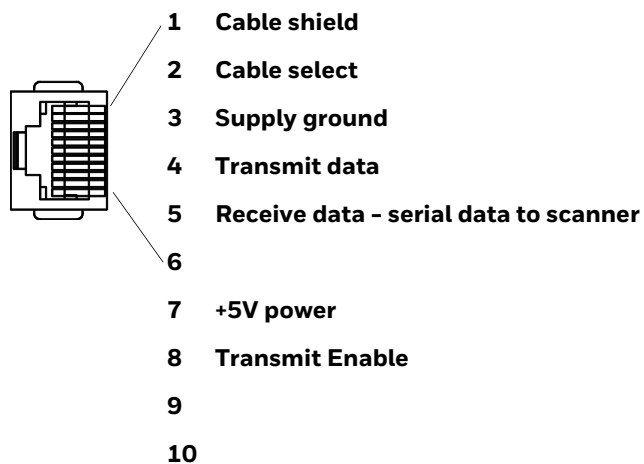 1 Cable shield
2 Cable select
3 Supply ground
4 Transmit data
5 Receive data - serial data to scanner
6
7 +5V power
8 Transmit Enable
9
10